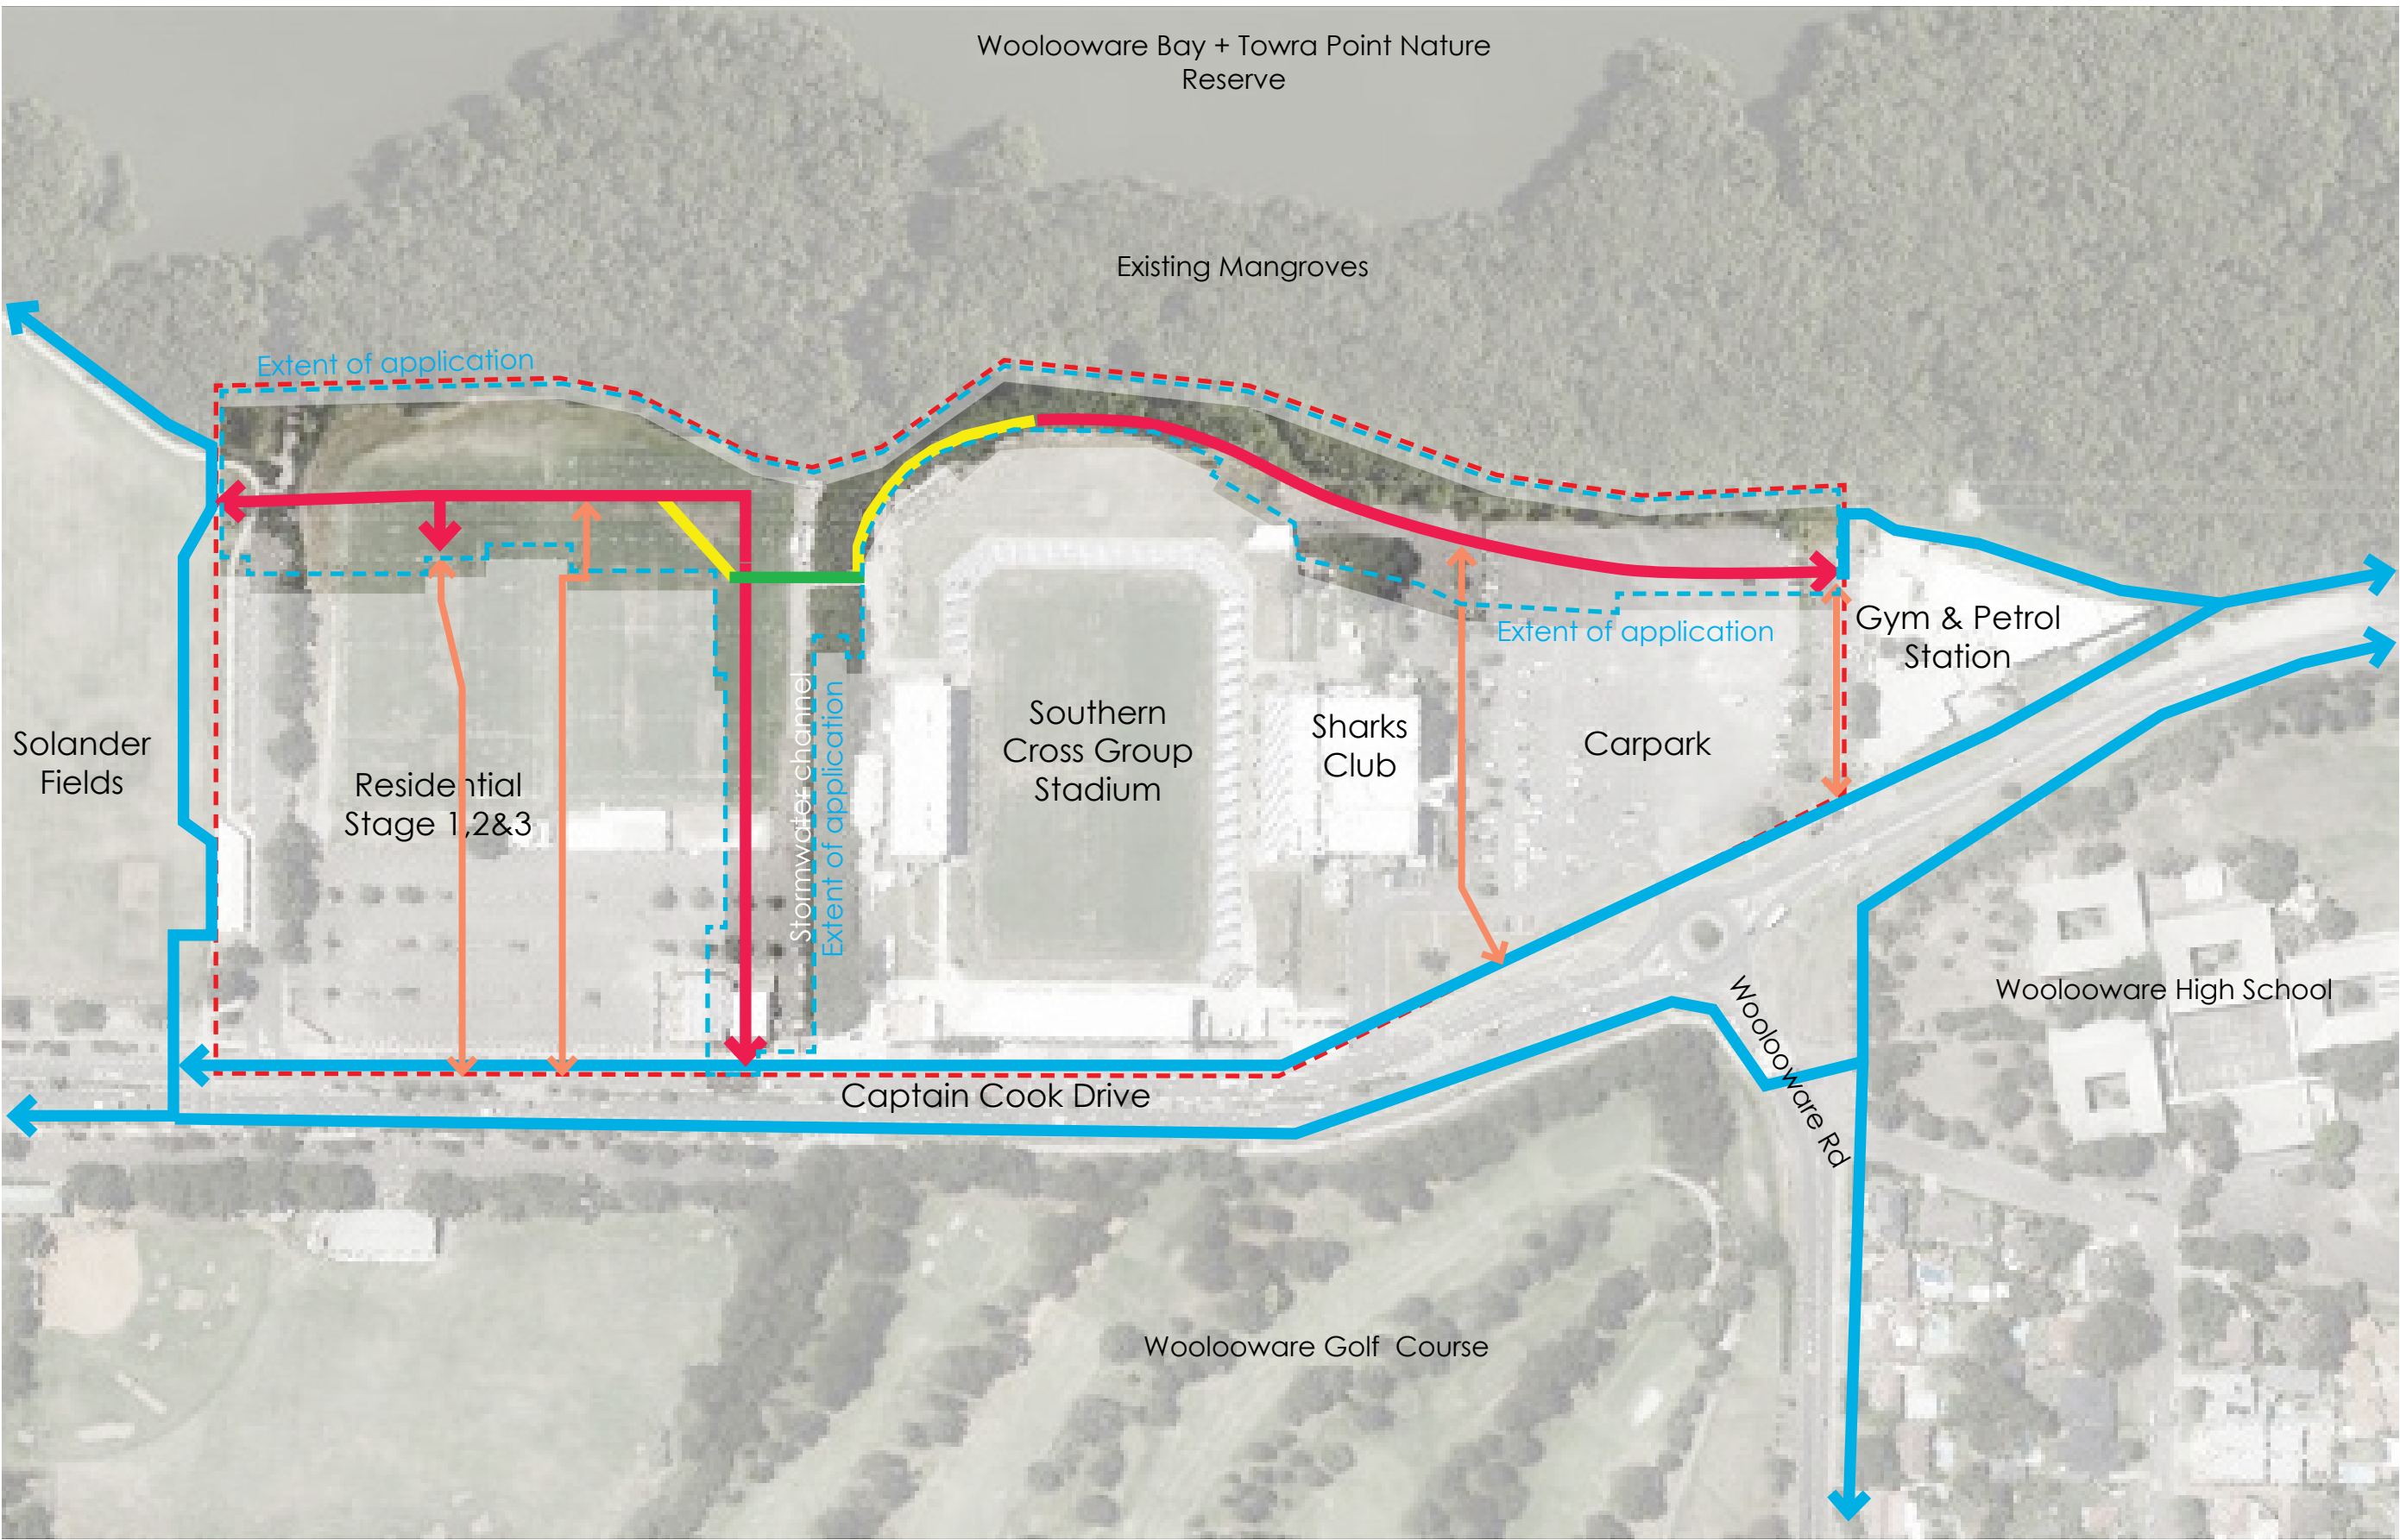 Woolooware Bay + Towra Point Nature
Reserve
Existing Mangroves
Extent of application
Extent of application
Gym & Petrol
Station
Solander
Fields
Residential
Stage 1,2&3
Stormwater channel
Extent of application
Southern
Cross Group
Stadium
Sharks
Club
Carpark
Woolooware High School
Woolooware Rd
Captain Cook Drive
Woolooware Golf Course